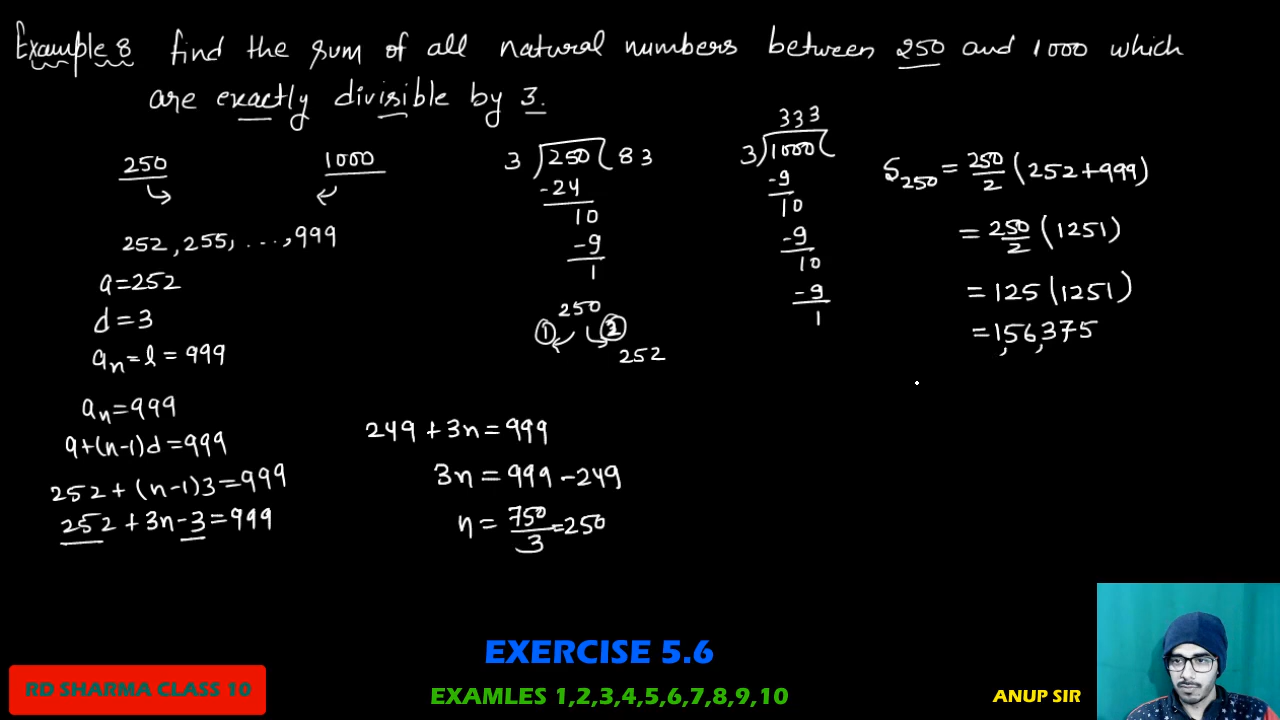 Example 8 find the sum of all natural numbers between 250 and 1000 which
are exactly divisible by 3.
250 1000
252, 255, ..., 999
a=252
d=3
an=l=999
an=999
a+(n-1)d=999
252+(n-1)3=999
252+3n-3=999
3 250 83
-24
10
-9
1
250
1 2
252
249+3n=999
3n=999-249
n=750/3=250
333
3 1000
-9
10
-9
10
-9
1
S250=250/2(252+999)
=250/2(1251)
=125(1251)
=1,56,375
EXERCISE 5.6
RD SHARMA CLASS 10
EXAMLES 1,2,3,4,5,6,7,8,9,10
ANUP SIR